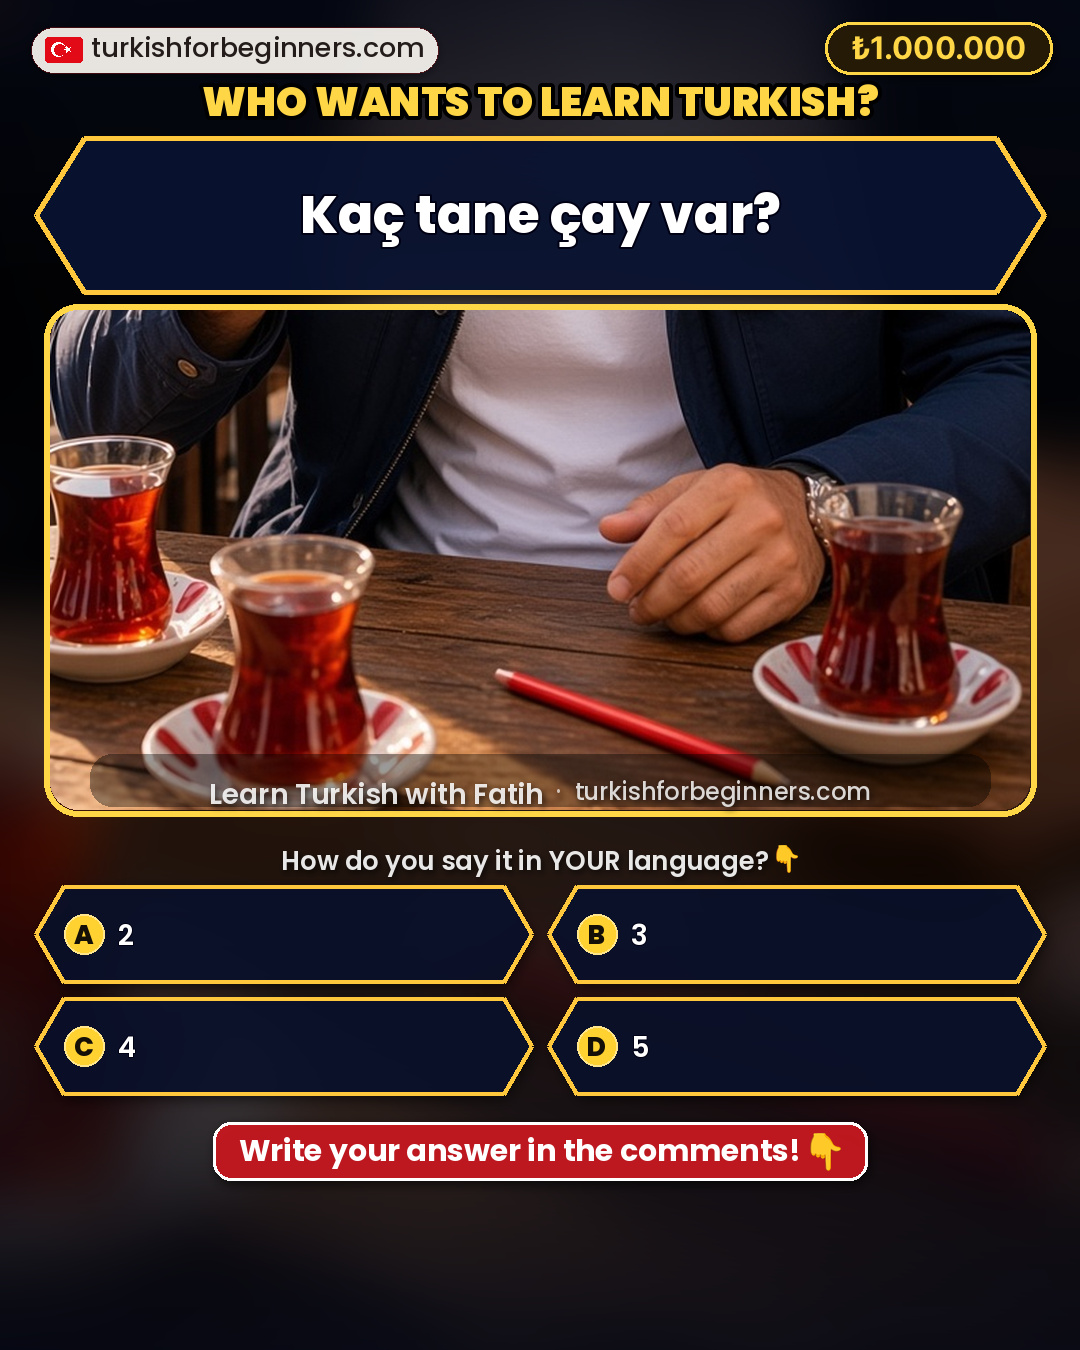 turkishforbeginners.com
₺1.000.000
WHO WANTS TO LEARN TURKISH?
Kaç tane çay var?
Learn Turkish with Fatih · turkishforbeginners.com
How do you say it in YOUR language?👇
A 2
B 3
C 4
D 5
Write your answer in the comments!👇